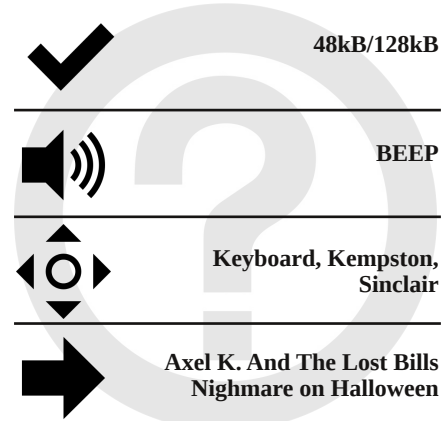 48kB/128kB
BEEP
Keyboard, Kempston,
Sinclair
Axel K. And The Lost Bills
Nighmare on Halloween